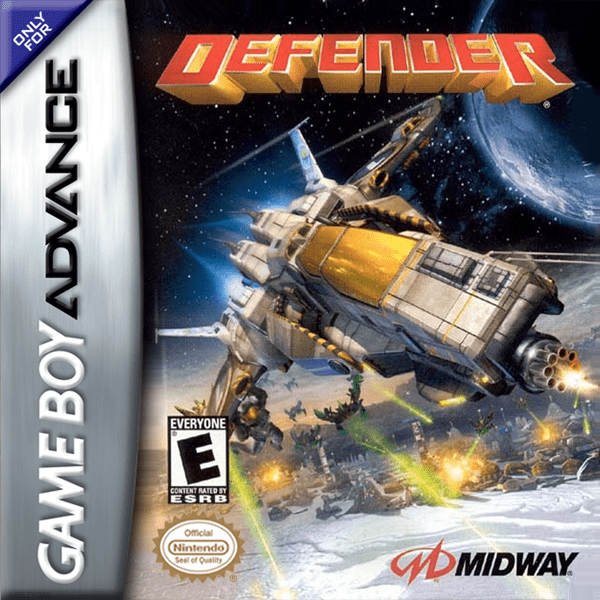 ONLY
FOR
GAME BOY ADVANCE
DEFENDER
®
EVERYONE
E
®
CONTENT RATED BY
ESRB
Official
Nintendo
Seal of Quality
®
MIDWAY